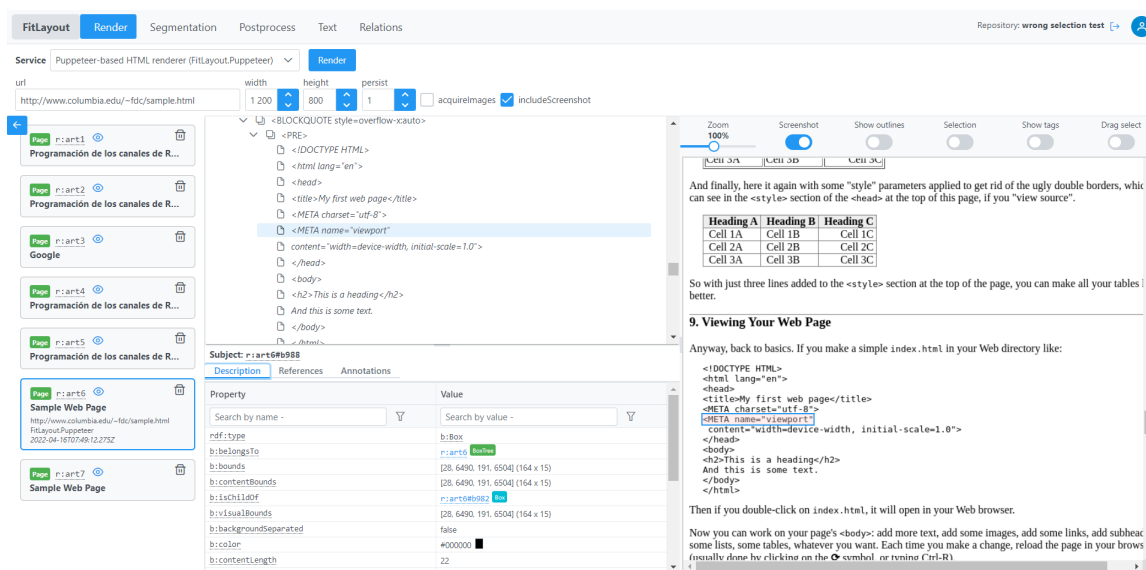 FitLayout Render Segmentation Postprocess Text Relations Repository: wrong selection test
Service Puppeteer-based HTML renderer (FitLayout.Puppeteer) Render
url width height persist
http://www.columbia.edu/~fdc/sample.html 1 200 800 1 acquireImages includeScreenshot
Page r:art1
Programación de los canales de R...
Page r:art2
Programación de los canales de R...
Page r:art3
Google
Page r:art4
Programación de los canales de R...
Page r:art5
Programación de los canales de R...
Page r:art6
Sample Web Page
http://www.columbia.edu/~fdc/sample.html
FitLayout.Puppeteer
2022-04-16T07:49:12.275Z
Page r:art7
Sample Web Page
<BLOCKQUOTE style=overflow-x:auto>
<PRE>
<!DOCTYPE HTML>
<html lang="en">
<head>
<title>My first web page</title>
<META charset="utf-8">
<META name="viewport"
content="width=device-width, initial-scale=1.0">
</head>
<body>
<h2>This is a heading</h2>
And this is some text.
</body>
</html>
Subject: r:art6#b988
Description References Annotations
Property Value
Search by name - Search by value -
rdf:type b:Box
b:belongsTo r:art6 BoxTree
b:bounds [28, 6490, 191, 6504] (164 x 15)
b:contentBounds [28, 6490, 191, 6504] (164 x 15)
b:isChildOf r:art6#b982 Box
b:visualBounds [28, 6490, 191, 6504] (164 x 15)
b:backgroundSeparated false
b:color #000000
b:contentLength 22
Zoom Screenshot Show outlines Selection Show tags Drag select
100%
Cell 3A Cell 3B Cell 3C
And finally, here it again with some "style" parameters applied to get rid of the ugly double borders, whic
can see in the <style> section of the <head> at the top of this page, if you "view source".
Heading A Heading B Heading C
Cell 1A Cell 1B Cell 1C
Cell 2A Cell 2B Cell 2C
Cell 3A Cell 3B Cell 3C
So with just three lines added to the <style> section at the top of the page, you can make all your tables
better.
9. Viewing Your Web Page
Anyway, back to basics. If you make a simple index.html in your Web directory like:
<!DOCTYPE HTML>
<html lang="en">
<head>
<title>My first web page</title>
<META charset="utf-8">
<META name="viewport"
content="width=device-width, initial-scale=1.0">
</head>
<body>
<h2>This is a heading</h2>
And this is some text.
</body>
</html>
Then if you double-click on index.html, it will open in your Web browser.
Now you can work on your page's <body>: add more text, add some images, add some links, add subheac
some lists, some tables, whatever you want. Each time you make a change, reload the page in your brows
(usually done by clicking on the ⟳ symbol, or typing Ctrl-R).